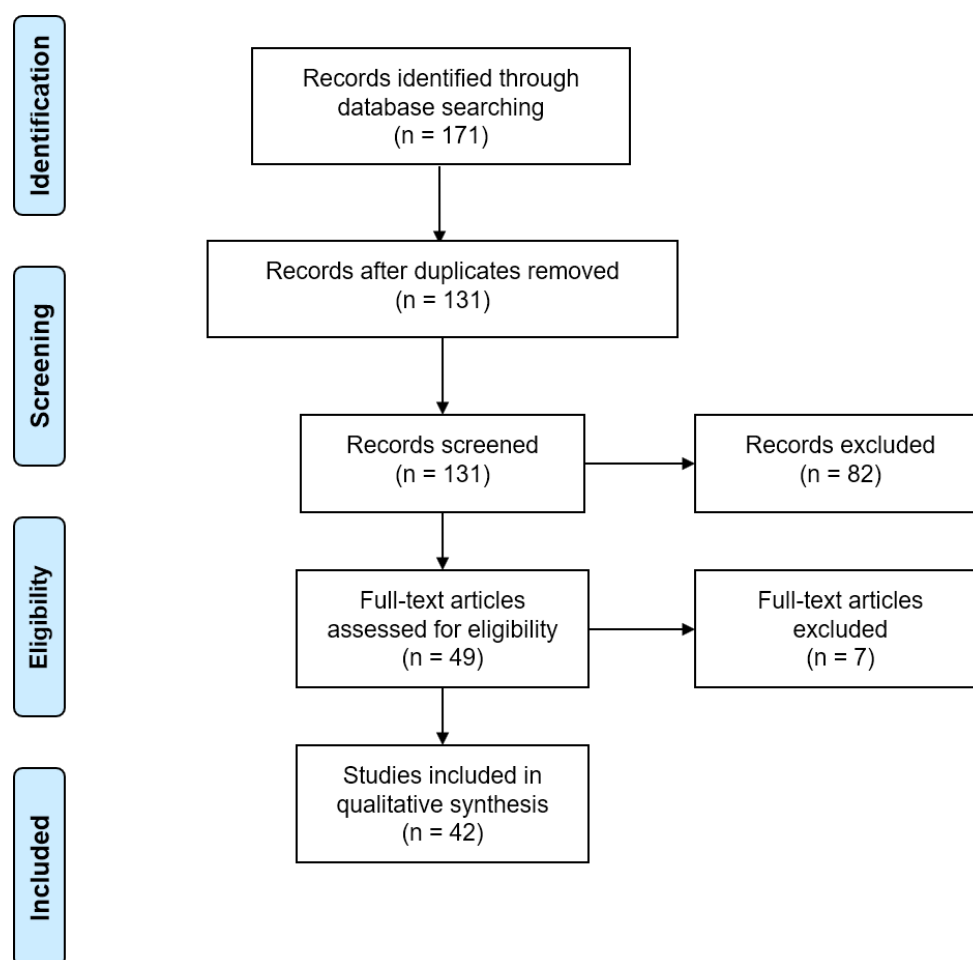 Identification
Records identified through
database searching
(n = 171)
Records after duplicates removed
(n = 131)
Screening
Records screened
(n = 131)
Records excluded
(n = 82)
Eligibility
Full-text articles
assessed for eligibility
(n = 49)
Full-text articles
excluded
(n = 7)
Included
Studies included in
qualitative synthesis
(n = 42)